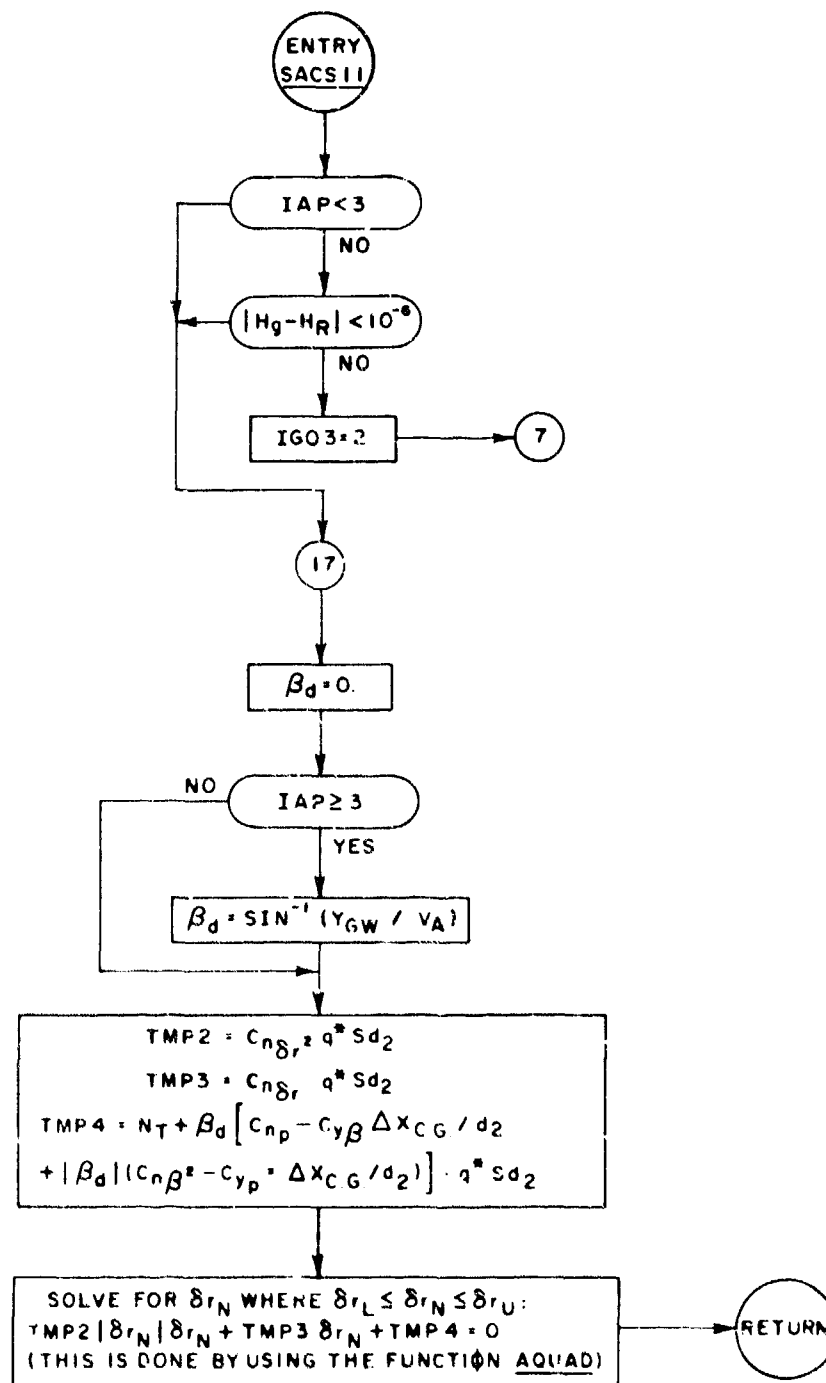 ENTRY
SACS11
IAP<3
NO
|Hg-HR|<10⁻⁶
NO
IGO3=2
7
17
βd=0.
NO
IAP≥3
YES
βd=SIN⁻¹(YGW / VA)
TMP2 = Cnδr² q* Sd2
TMP3 = Cnδr q* Sd2
TMP4 = NT + βd [Cnp - Cyβ ΔXCG / d2
+ |βd| (Cnβ² - Cyp = ΔXC.G/d2)] · q* Sd2
SOLVE FOR δrN WHERE δrL ≤ δrN ≤ δrU:
TMP2 |δrN| δrN + TMP3 δrN + TMP4 = 0
(THIS IS DONE BY USING THE FUNCTIΦN AQUAD)
RETURN